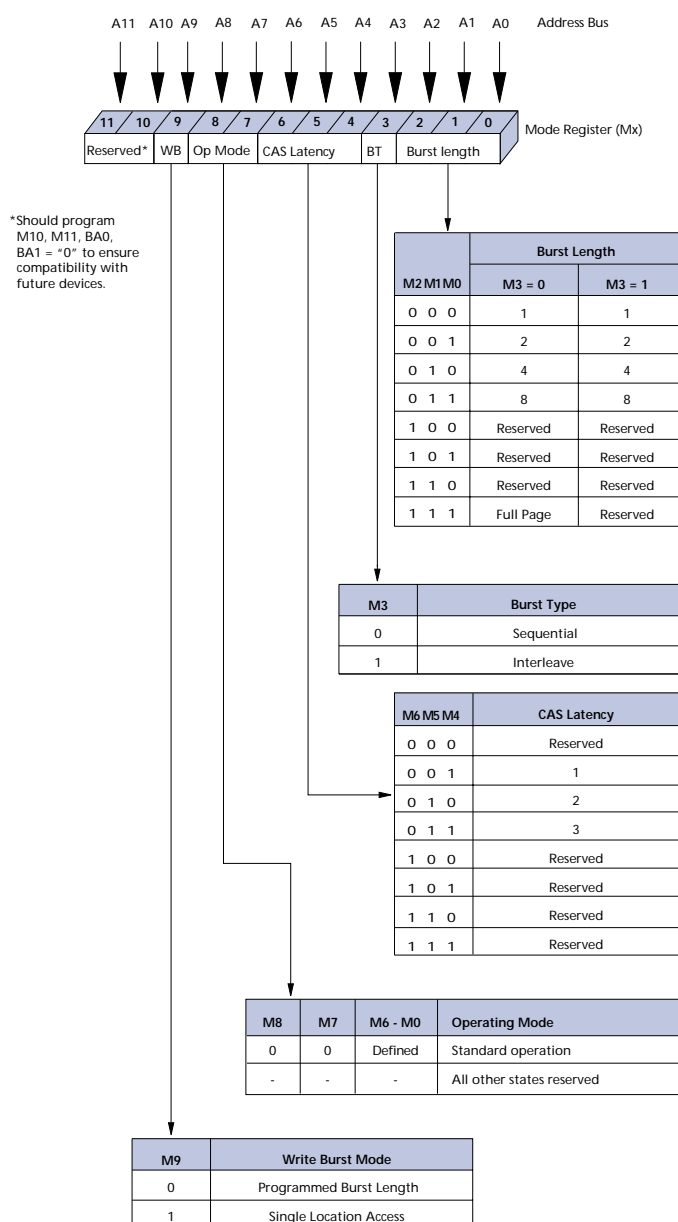 A11 A10 A9 A8 A7 A6 A5 A4 A3 A2 A1 A0 Address Bus
11 10 9 8 7 6 5 4 3 2 1 0
Mode Register (Mx)
Reserved* WB Op Mode CAS Latency BT Burst length
*Should program
M10, M11, BA0,
BA1 = “0” to ensure
compatibility with
future devices.
Burst Length
M2 M1 M0 M3 = 0 M3 = 1
0 0 0 1 1
0 0 1 2 2
0 1 0 4 4
0 1 1 8 8
1 0 0 Reserved Reserved
1 0 1 Reserved Reserved
1 1 0 Reserved Reserved
1 1 1 Full Page Reserved
M3 Burst Type
0 Sequential
1 Interleave
M6 M5 M4 CAS Latency
0 0 0 Reserved
0 0 1 1
0 1 0 2
0 1 1 3
1 0 0 Reserved
1 0 1 Reserved
1 1 0 Reserved
1 1 1 Reserved
M8 M7 M6 - M0 Operating Mode
0 0 Defined Standard operation
- - - All other states reserved
M9 Write Burst Mode
0 Programmed Burst Length
1 Single Location Access